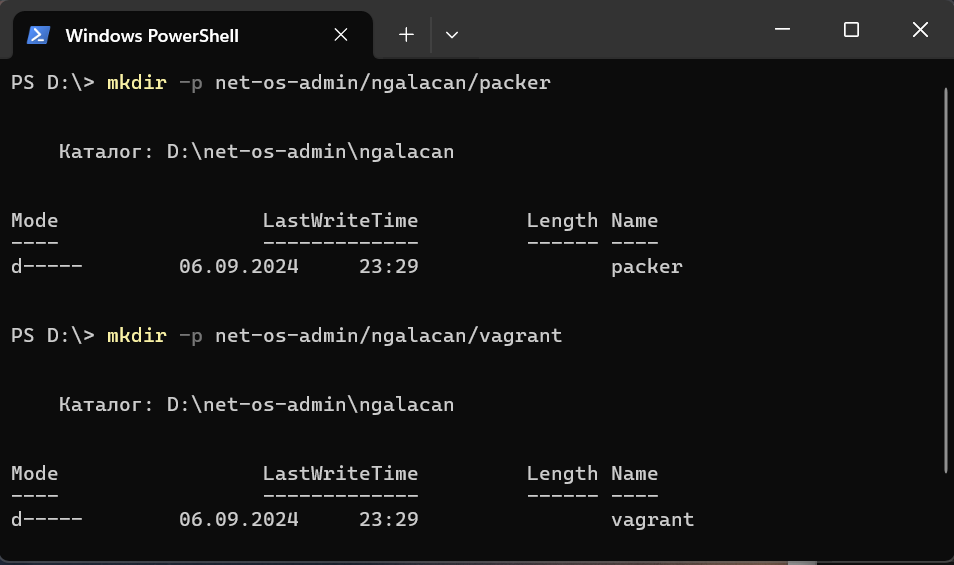 Windows PowerShell
PS D:\> mkdir -p net-os-admin/ngalacan/packer
Каталог: D:\net-os-admin\ngalacan
Mode LastWriteTime Length Name
---- ------------- ------ ----
d----- 06.09.2024 23:29 packer
PS D:\> mkdir -p net-os-admin/ngalacan/vagrant
Каталог: D:\net-os-admin\ngalacan
Mode LastWriteTime Length Name
---- ------------- ------ ----
d----- 06.09.2024 23:29 vagrant